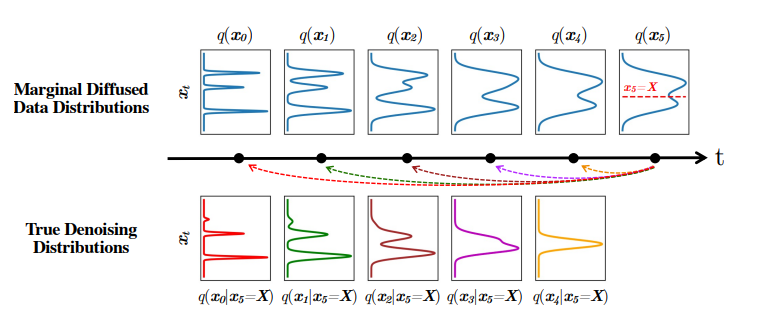 q(x₀) q(x₁) q(x₂) q(x₃) q(x₄) q(x₅)
Marginal Diffused
Data Distributions
xₜ
x₅=X
t
True Denoising
Distributions
xₜ
q(x₀|x₅=X) q(x₁|x₅=X) q(x₂|x₅=X) q(x₃|x₅=X) q(x₄|x₅=X)